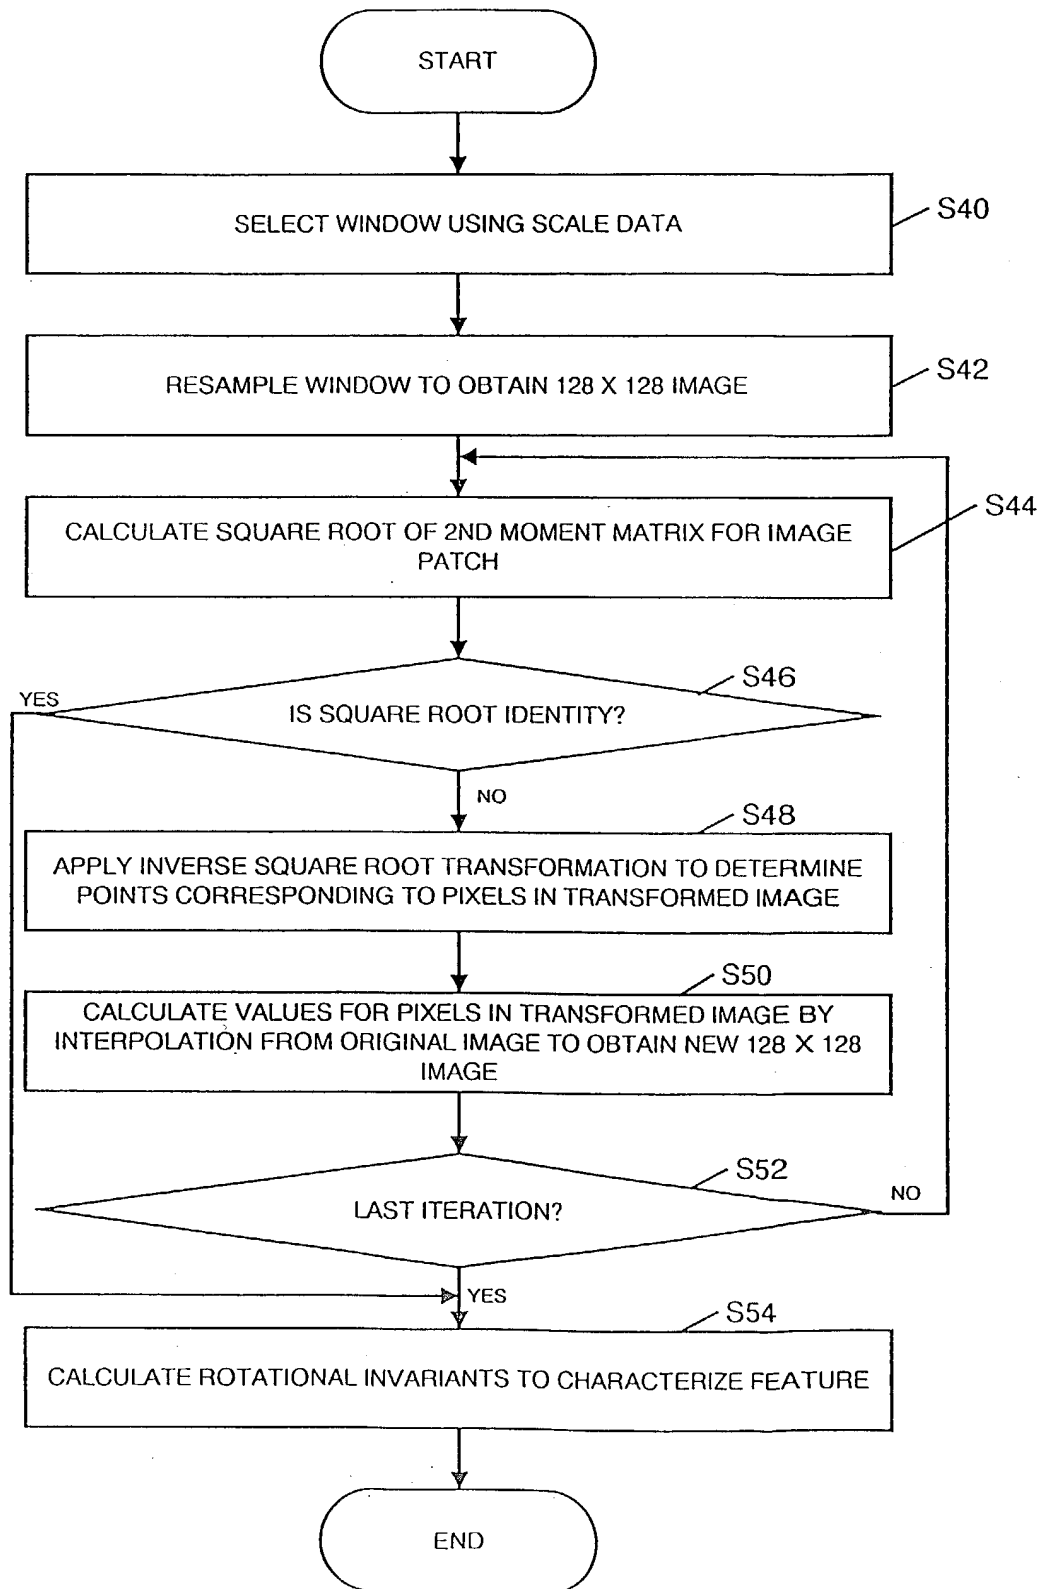 START
SELECT WINDOW USING SCALE DATA
S40
RESAMPLE WINDOW TO OBTAIN 128 X 128 IMAGE
S42
CALCULATE SQUARE ROOT OF 2ND MOMENT MATRIX FOR IMAGE
PATCH
S44
S46
YES
IS SQUARE ROOT IDENTITY?
NO
S48
APPLY INVERSE SQUARE ROOT TRANSFORMATION TO DETERMINE
POINTS CORRESPONDING TO PIXELS IN TRANSFORMED IMAGE
S50
CALCULATE VALUES FOR PIXELS IN TRANSFORMED IMAGE BY
INTERPOLATION FROM ORIGINAL IMAGE TO OBTAIN NEW 128 X 128
IMAGE
S52
NO
LAST ITERATION?
YES
S54
CALCULATE ROTATIONAL INVARIANTS TO CHARACTERIZE FEATURE
END